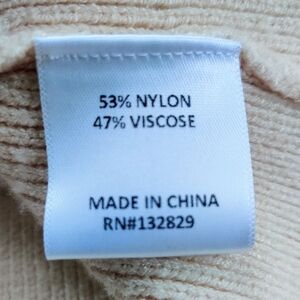 53% NYLON
47% VISCOSE
MADE IN CHINA
RN#132829